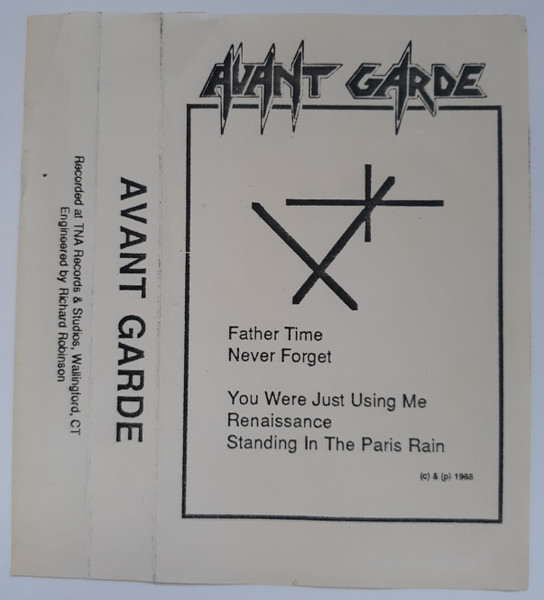 AVANT GARDE
Father Time
Never Forget
You Were Just Using Me
Renaissance
Standing In The Paris Rain
(c) & (p) 1988
AVANT GARDE
Recorded at TNA Records & Studios, Wallingford, CT
Engineered by Richard Robinson